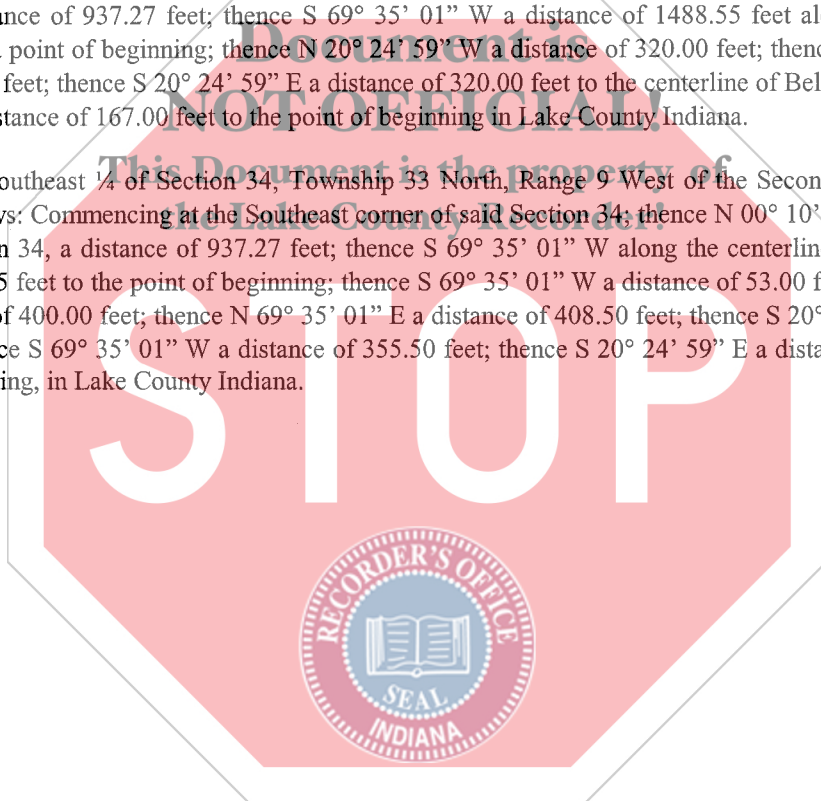 ance of 937.27 feet; thence S 69° 35’ 01” W a distance of 1488.55 feet al
point of beginning; thence N 20° 24’ 59” W a distance of 320.00 feet; thenc
feet; thence S 20° 24’ 59” E a distance of 320.00 feet to the centerline of Bel
stance of 167.00 feet to the point of beginning in Lake County Indiana.
outheast ¼ of Section 34, Township 33 North, Range 9 West of the Secon
vs: Commencing at the Southeast corner of said Section 34; thence N 00° 10’
n 34, a distance of 937.27 feet; thence S 69° 35’ 01” W along the centerlin
5 feet to the point of beginning; thence S 69° 35’ 01” W a distance of 53.00 f
of 400.00 feet; thence N 69° 35’ 01” E a distance of 408.50 feet; thence S 20°
ce S 69° 35’ 01” W a distance of 355.50 feet; thence S 20° 24’ 59” E a dista
ing, in Lake County Indiana.
Document is
NOT OFFICIAL!
This Document is the property of
the Lake County Recorder!
STOP
RECORDER'S OFFICE
SEAL
INDIANA